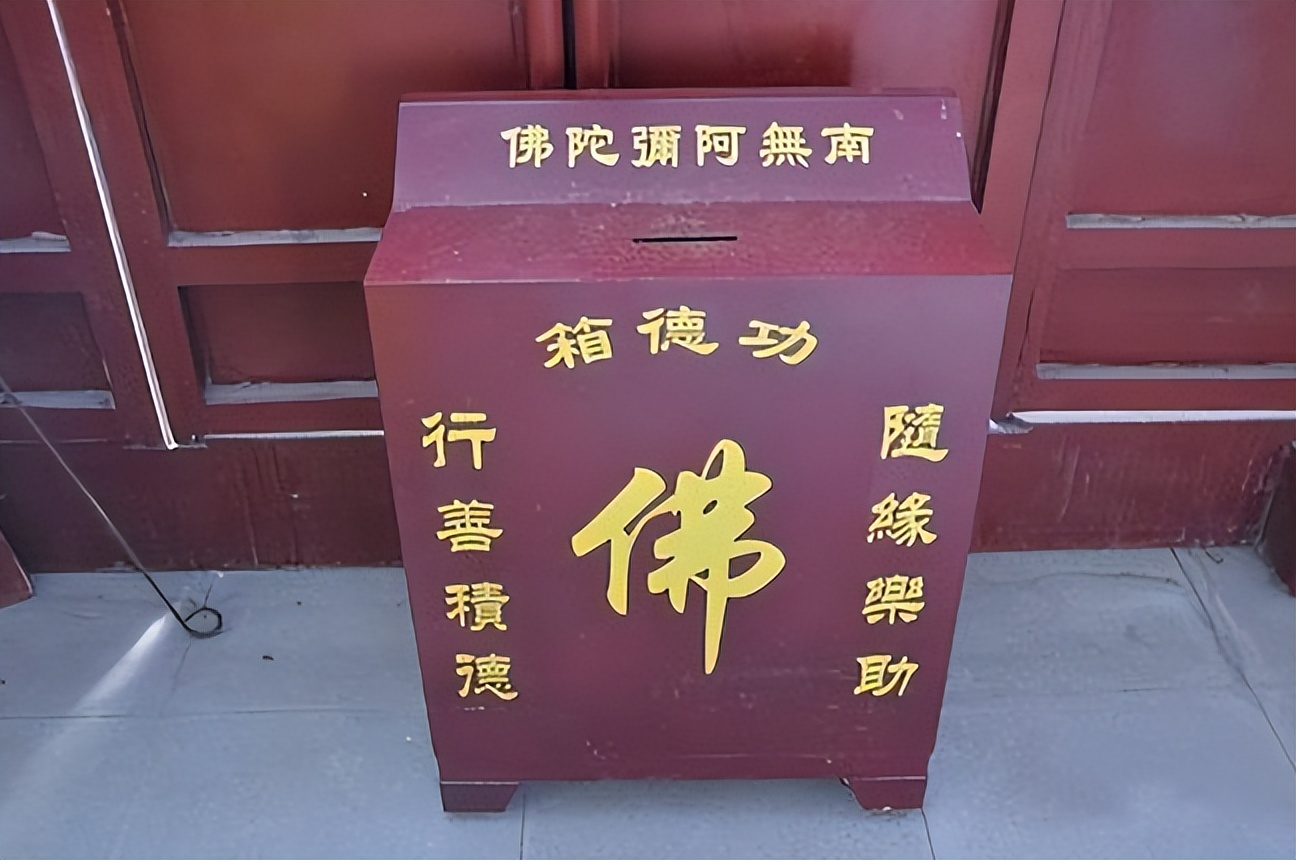 南無阿彌陀佛
功德箱
隨緣樂助
佛
行善積德